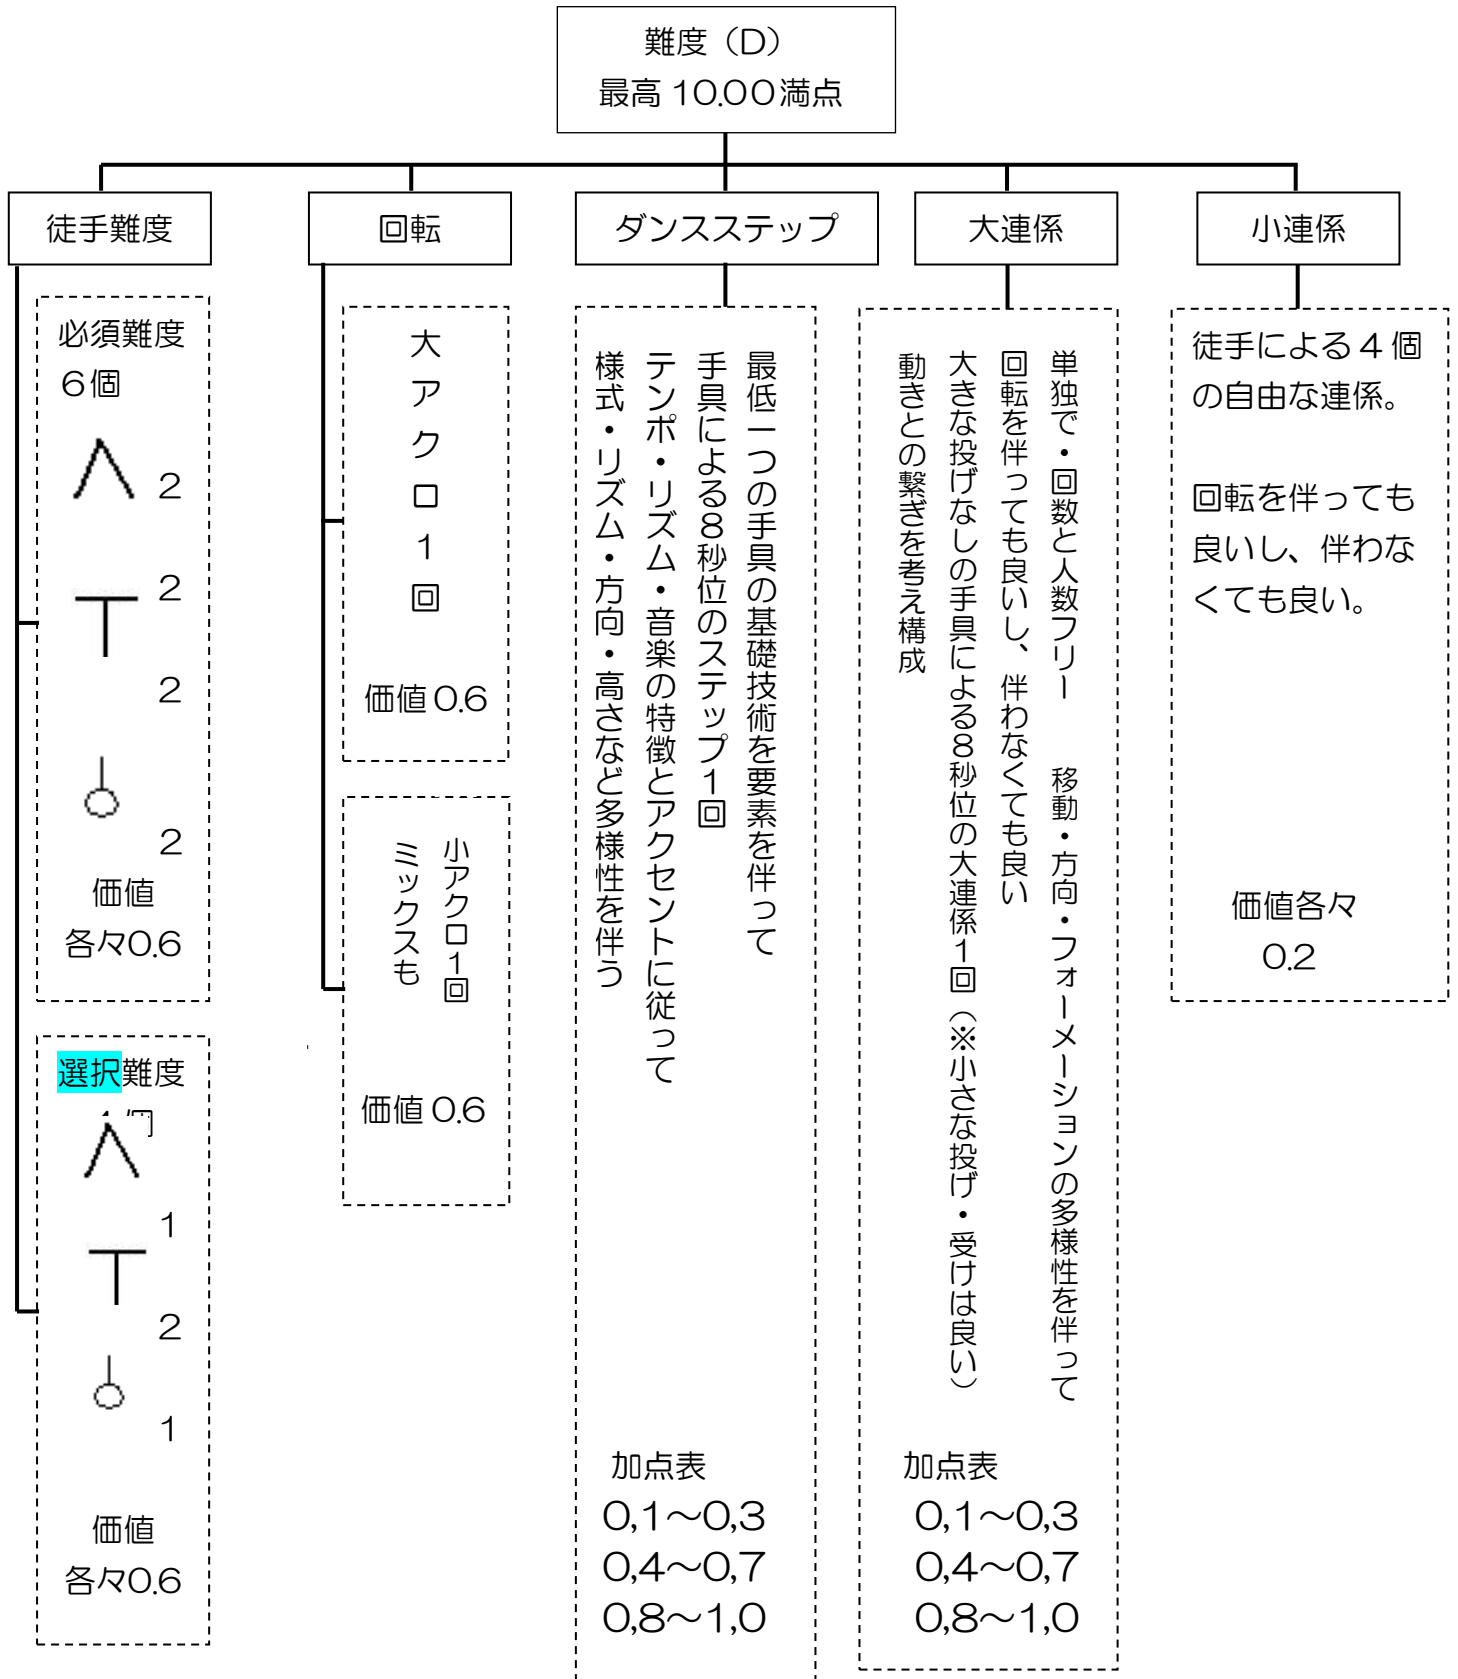 難度（D）
最高 10.00満点
徒手難度
回転
ダンスステップ
大連係
小連係
必須難度
6個
2
2
2
2
価値
各々0.6
選択難度
1
2
1
価値
各々0.6
大アクロ1回
価値 0.6
小アクロ1回
ミックスも
価値 0.6
最低一つの手具の基礎技術を要素を伴って
手具による8秒位のステップ1回
テンポ・リズム・音楽の特徴とアクセントに従って
様式・リズム・方向・高さなど多様性を伴う
加点表
0,1～0,3
0,4～0,7
0,8～1,0
単独で・回数と人数フリー　移動・方向・フォーメーションの多様性を伴って
回転を伴っても良いし、伴わなくても良い
大きな投げなしの手具による8秒位の大連係1回（※小さな投げ・受けは良い）
動きとの繋ぎを考え構成
加点表
0,1～0,3
0,4～0,7
0,8～1,0
徒手による4個
の自由な連係。
回転を伴っても
良いし、伴わな
くても良い。
価値各々
0.2